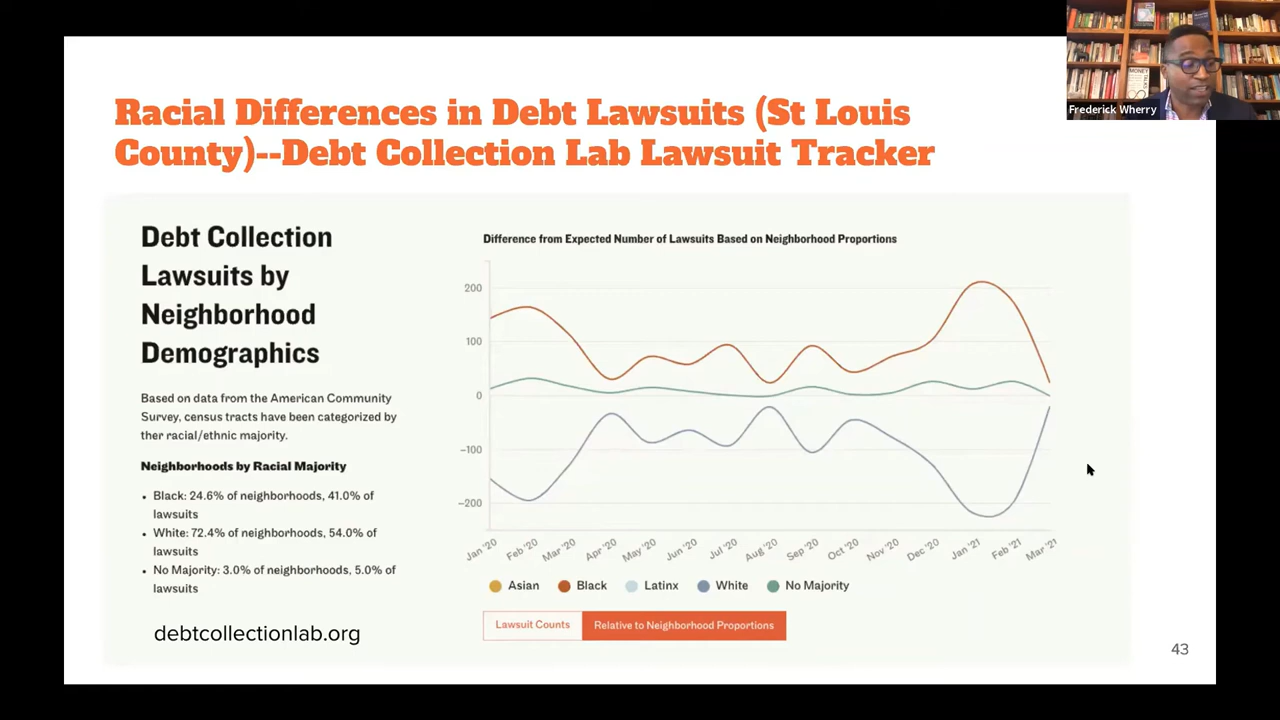 Racial Differences in Debt Lawsuits (St Louis
County)--Debt Collection Lab Lawsuit Tracker
Frederick Wherry
MONEY
Debt Collection
Lawsuits by
Neighborhood
Demographics
Based on data from the American Community
Survey, census tracts have been categorized by
ther racial/ethnic majority.
Neighborhoods by Racial Majority
• Black: 24.6% of neighborhoods, 41.0% of
lawsuits
• White: 72.4% of neighborhoods, 54.0% of
lawsuits
• No Majority: 3.0% of neighborhoods, 5.0% of
lawsuits
debtcollectionlab.org
Difference from Expected Number of Lawsuits Based on Neighborhood Proportions
200
100
0
−100
−200
Jan '20 Feb '20 Mar '20 Apr '20 May '20 Jun '20 Jul '20 Aug '20 Sep '20 Oct '20 Nov '20 Dec '20 Jan '21 Feb '21 Mar '21
Asian Black Latinx White No Majority
Lawsuit Counts Relative to Neighborhood Proportions
43